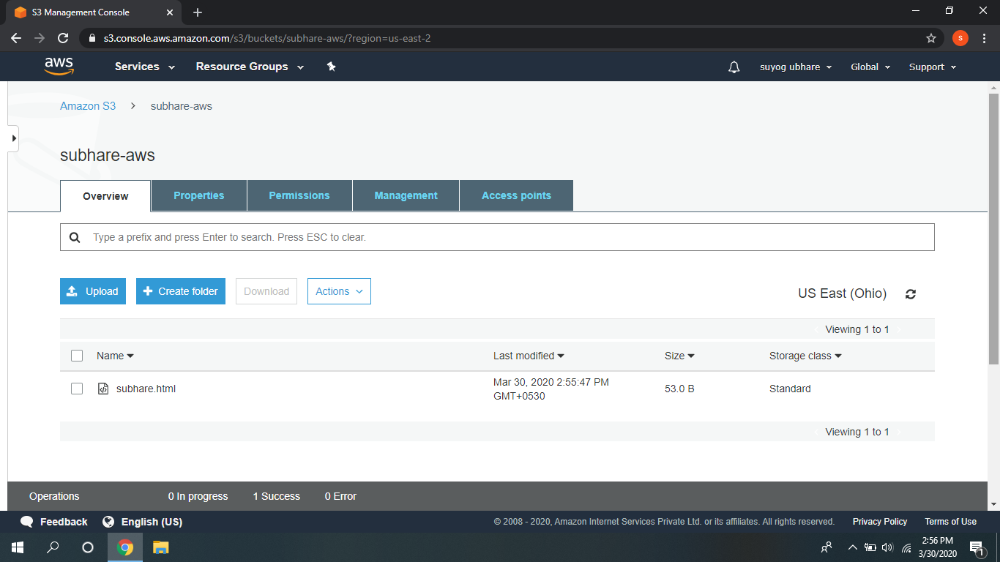 S3 Management Console
s3.console.aws.amazon.com/s3/buckets/subhare-aws/?region=us-east-2
S
aws
Services
Resource Groups
suyog ubhare
Global
Support
Amazon S3 > subhare-aws
subhare-aws
Overview
Properties
Permissions
Management
Access points
Type a prefix and press Enter to search. Press ESC to clear.
Upload
Create folder
Download
Actions
US East (Ohio)
Viewing 1 to 1
Name
Last modified
Size
Storage class
subhare.html
Mar 30, 2020 2:55:47 PM
GMT+0530
53.0 B
Standard
Viewing 1 to 1
Operations
0 In progress
1 Success
0 Error
Feedback
English (US)
© 2008 - 2020, Amazon Internet Services Private Ltd. or its affiliates. All rights reserved.
Privacy Policy
Terms of Use
2:56 PM
3/30/2020
1